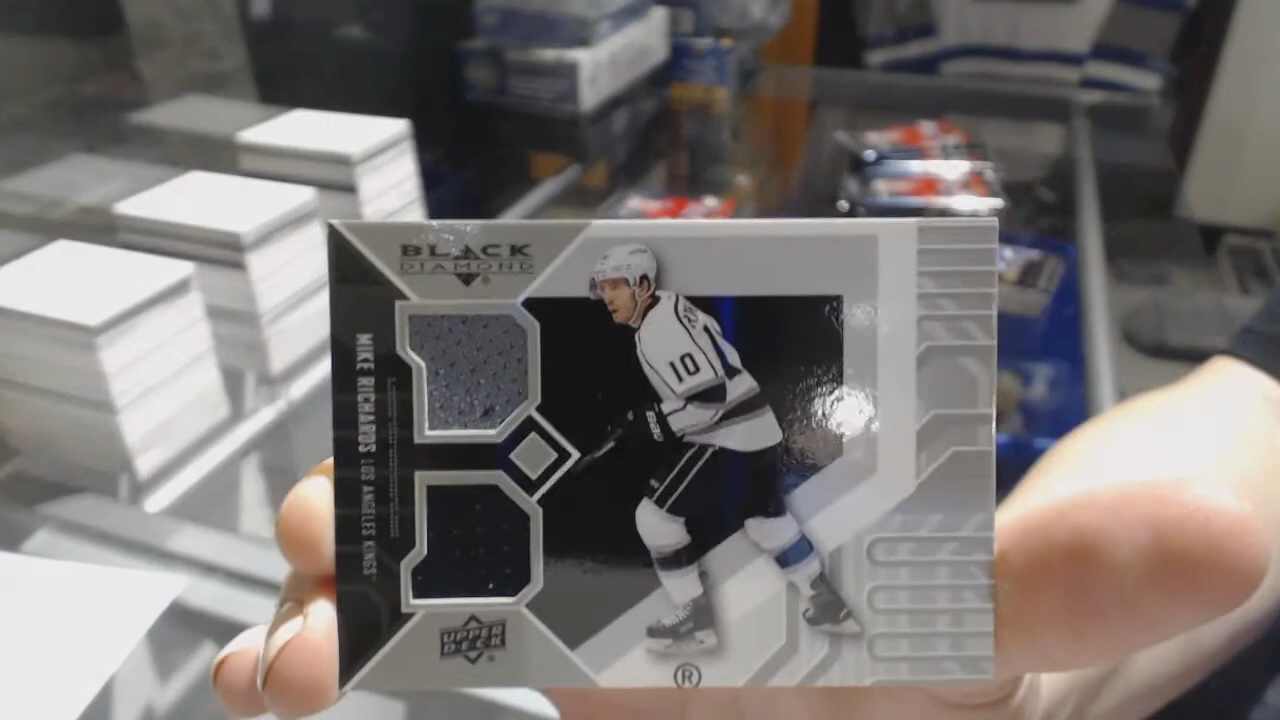 BLACK
DIAMOND
MIKE RICHARDS LOS ANGELES KINGS
10
UPPER
DECK
®